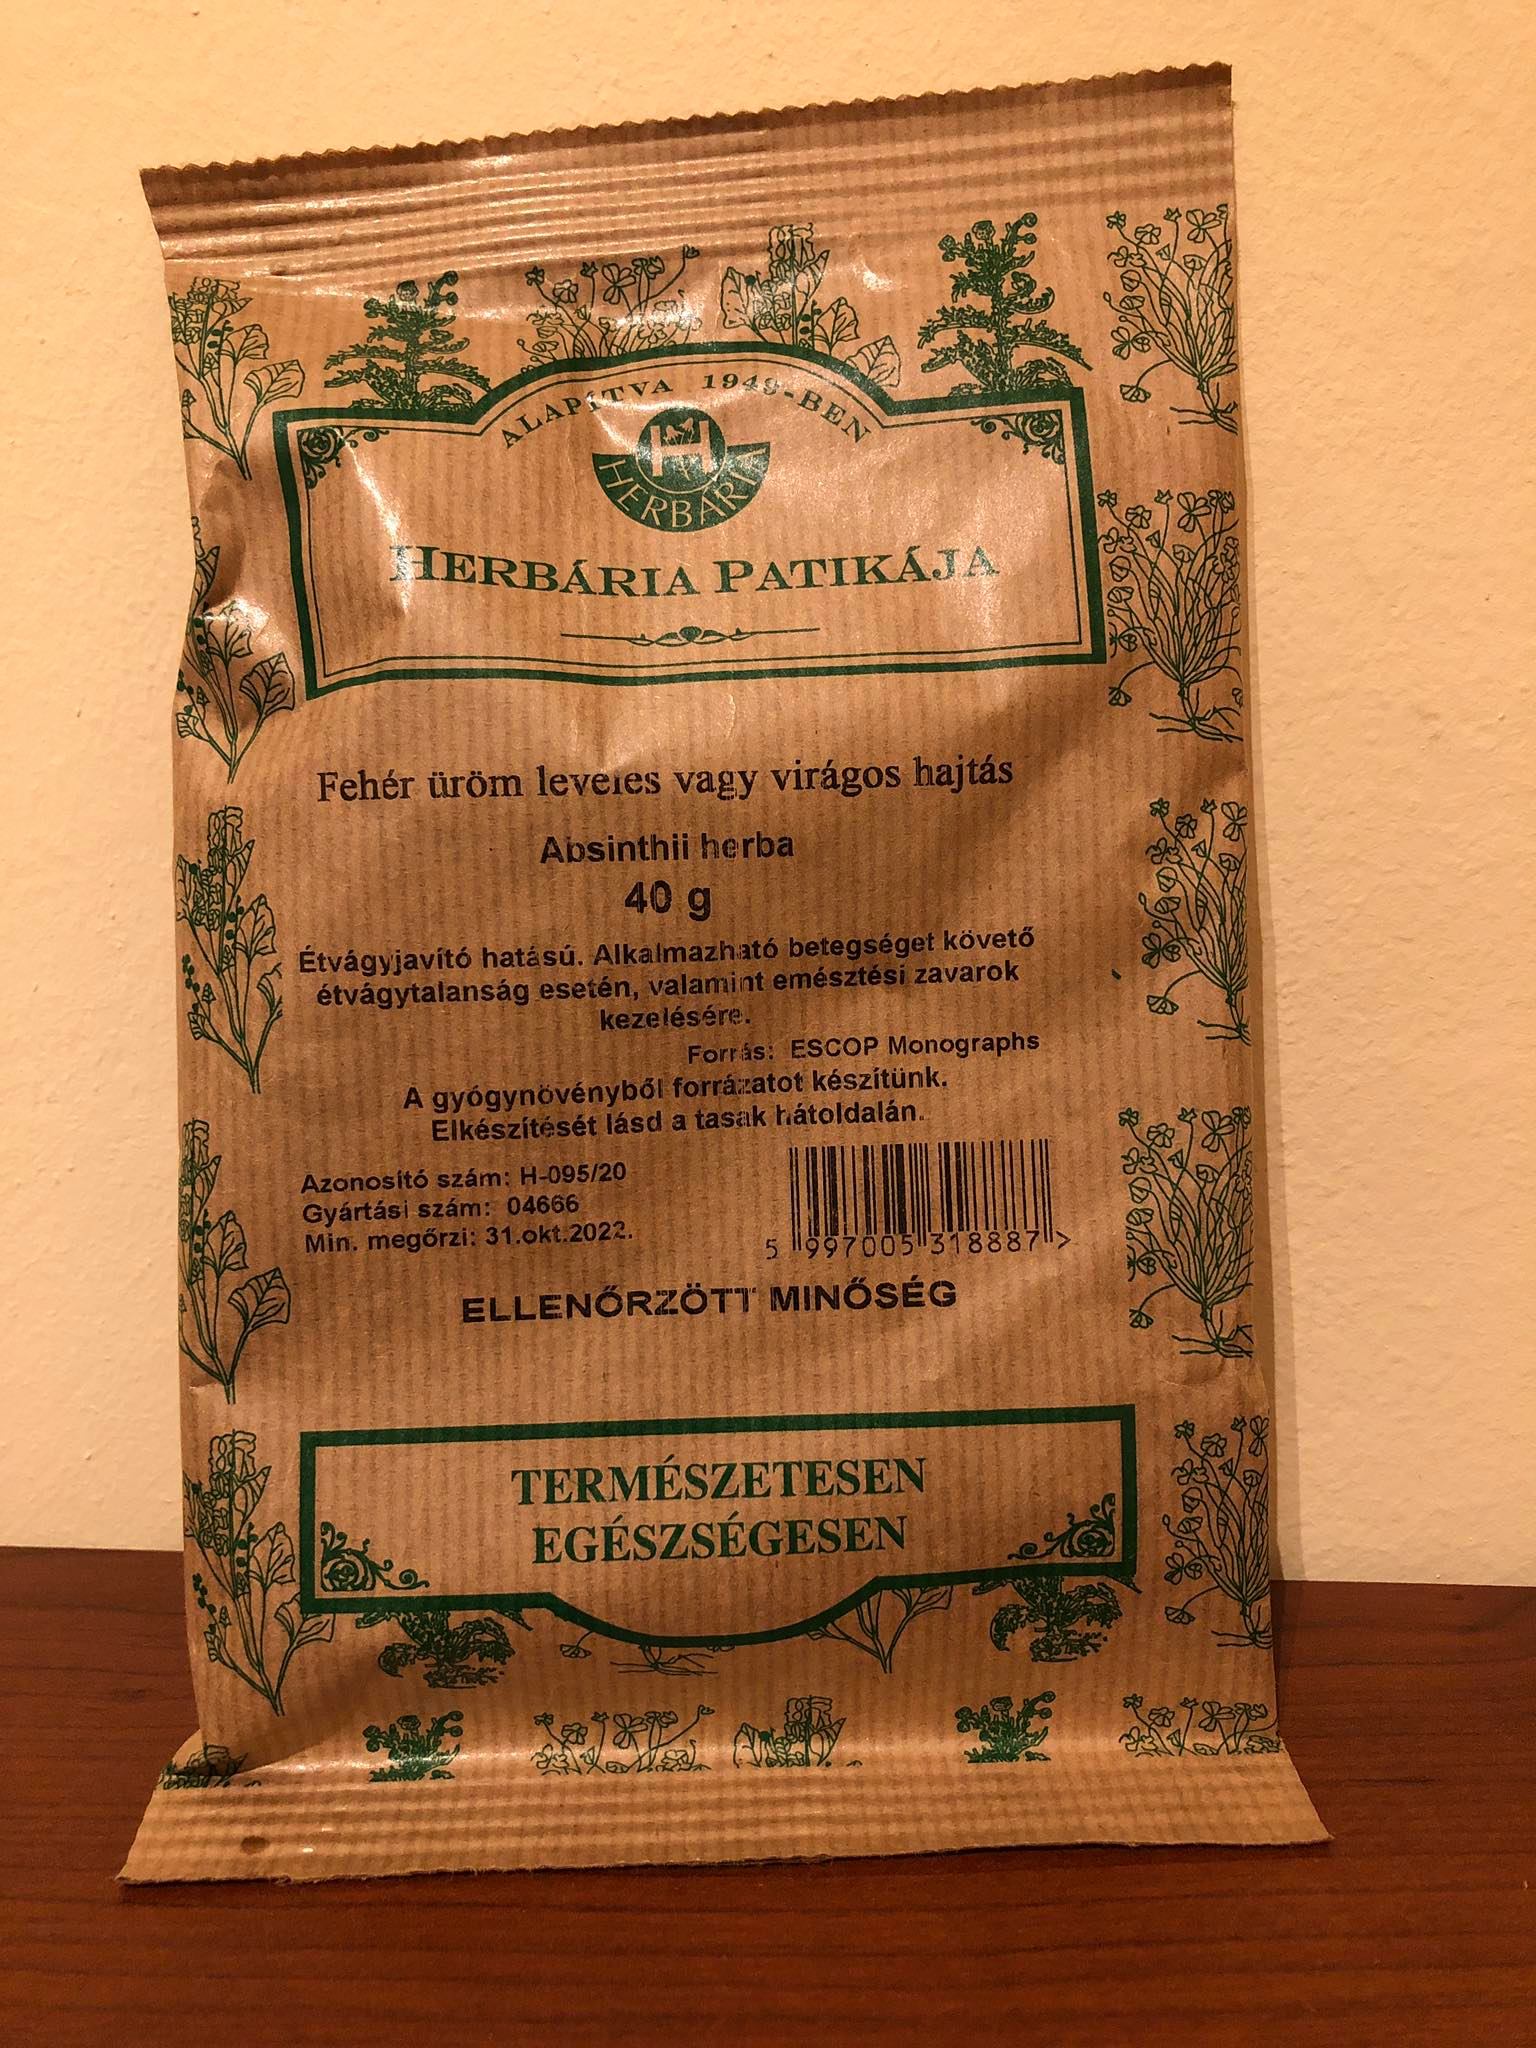 ALAPÍTVA 1949-BEN
H
HERBÁRIA
HERBÁRIA PATIKÁJA
Fehér üröm leveles vagy virágos hajtás
Absinthii herba
40 g
Étvágyjavító hatású. Alkalmazható betegséget követő
étvágytalanság esetén, valamint emésztési zavarok
kezelésére.
Forrás: ESCOP Monographs
A gyógynövényből forrázatot készítünk.
Elkészítését lásd a tasak hátoldalán.
Azonosító szám: H-095/20
Gyártási szám: 04666
Min. megőrzi: 31.okt.2022.
5 997005 318887 >
ELLENŐRZÖTT MINŐSÉG
TERMÉSZETESEN
EGÉSZSÉGESEN